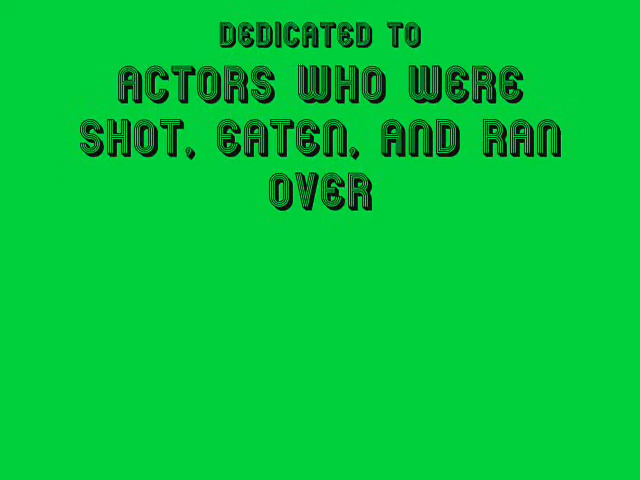 DEDICATED TO
ACTORS WHO WERE
SHOT, EATEN, AND RAN
OVER